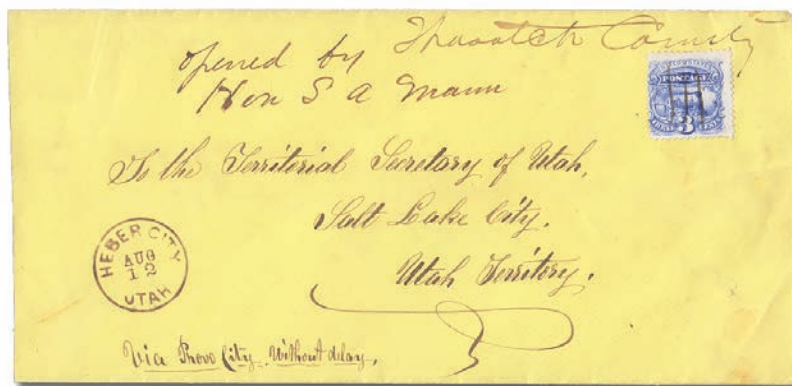 opened by Wasatch County
Hon S A Mann
POSTAGE
3
To the Territorial Secretary of Utah,
Salt Lake City.
Utah Territory.
HEBER CITY
AUG
12
UTAH
Via Provo City. Without delay.